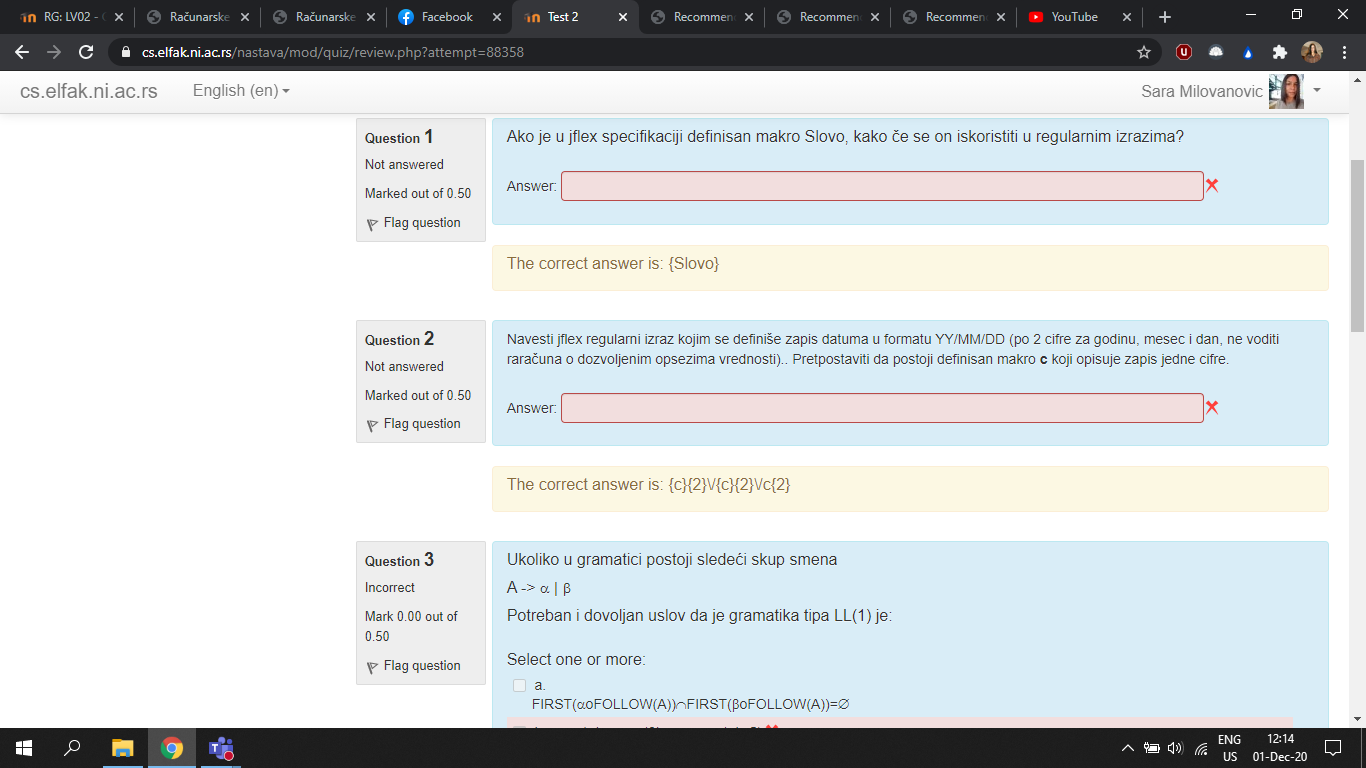 RG: LV02 - 
Računarske
Računarske
Facebook
Test 2
Recommen
Recommen
Recommen
YouTube
cs.elfak.ni.ac.rs/nastava/mod/quiz/review.php?attempt=88358
cs.elfak.ni.ac.rs
English (en)
Sara Milovanovic
Question 1
Not answered
Marked out of 0.50
Flag question
Ako je u jflex specifikaciji definisan makro Slovo, kako če se on iskoristiti u regularnim izrazima?
Answer:
The correct answer is: {Slovo}
Question 2
Not answered
Marked out of 0.50
Flag question
Navesti jflex regularni izraz kojim se definiše zapis datuma u formatu YY/MM/DD (po 2 cifre za godinu, mesec i dan, ne voditi
raračuna o dozvoljenim opsezima vrednosti).. Pretpostaviti da postoji definisan makro c koji opisuje zapis jedne cifre.
Answer:
The correct answer is: {c}{2}\/{c}{2}\/c{2}
Question 3
Incorrect
Mark 0.00 out of
0.50
Flag question
Ukoliko u gramatici postoji sledeći skup smena
A -> α | β
Potreban i dovoljan uslov da je gramatika tipa LL(1) je:
Select one or more:
a.
FIRST(αoFOLLOW(A))∩FIRST(βoFOLLOW(A))=∅
ENG
US
12:14
01-Dec-20